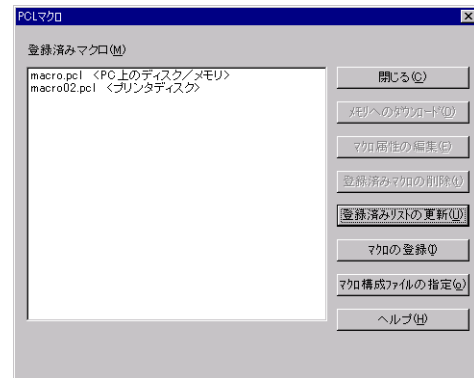 PCLマクロ
登録済みマクロ(M)
macro.pcl 〈PC上のディスク/メモリ〉
macro02.pcl 〈プリンタディスク〉
閉じる(C)
メモリへのダウンロード(D)
マクロ属性の編集(E)
登録済みマクロの削除(t)
登録済みリストの更新(U)
マクロの登録(I)
マクロ構成ファイルの指定(o)
ヘルプ(H)